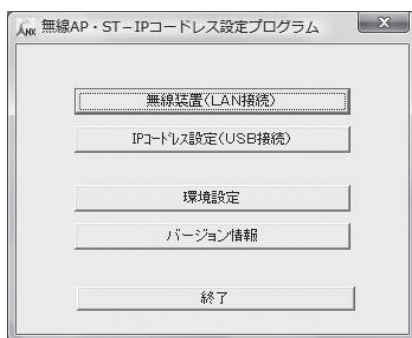 ANX 無線AP・ST－IPコードレス設定プログラム
無線装置(LAN接続)
IPコードレス設定(USB接続)
環境設定
バージョン情報
終了